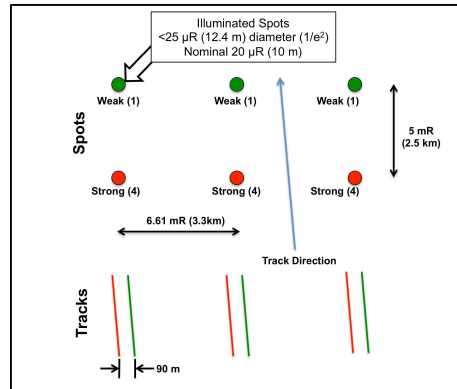 Illuminated Spots
<25 µR (12.4 m) diameter (1/e²)
Nominal 20 µR (10 m)
Weak (1)
Weak (1)
Weak (1)
Spots
5 mR
(2.5 km)
Strong (4)
Strong (4)
Strong (4)
6.61 mR (3.3km)
Track Direction
Tracks
90 m